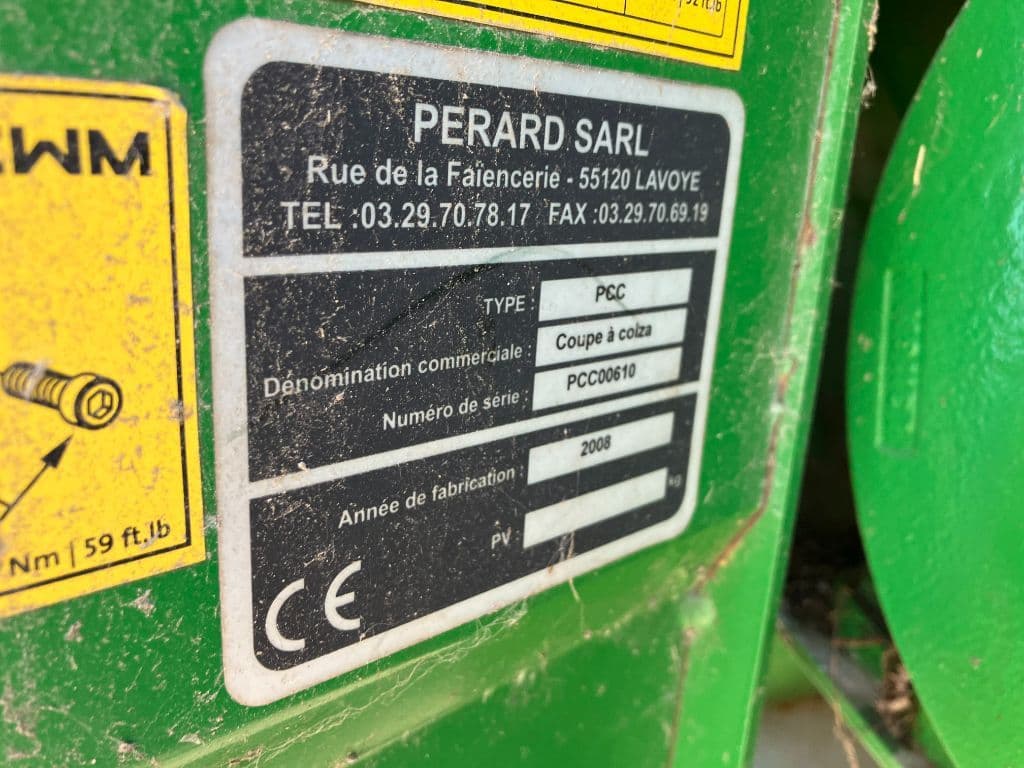 PERARD SARL
Rue de la Faïencerie - 55120 LAVOYE
TEL :03.29.70.78.17 FAX :03.29.70.69.19
TYPE : PCC
Dénomination commerciale : Coupe à colza
Numéro de série : PCC00610
Année de fabrication : 2008
PV : kg
CE
EWM
Nm | 59 ft.lb